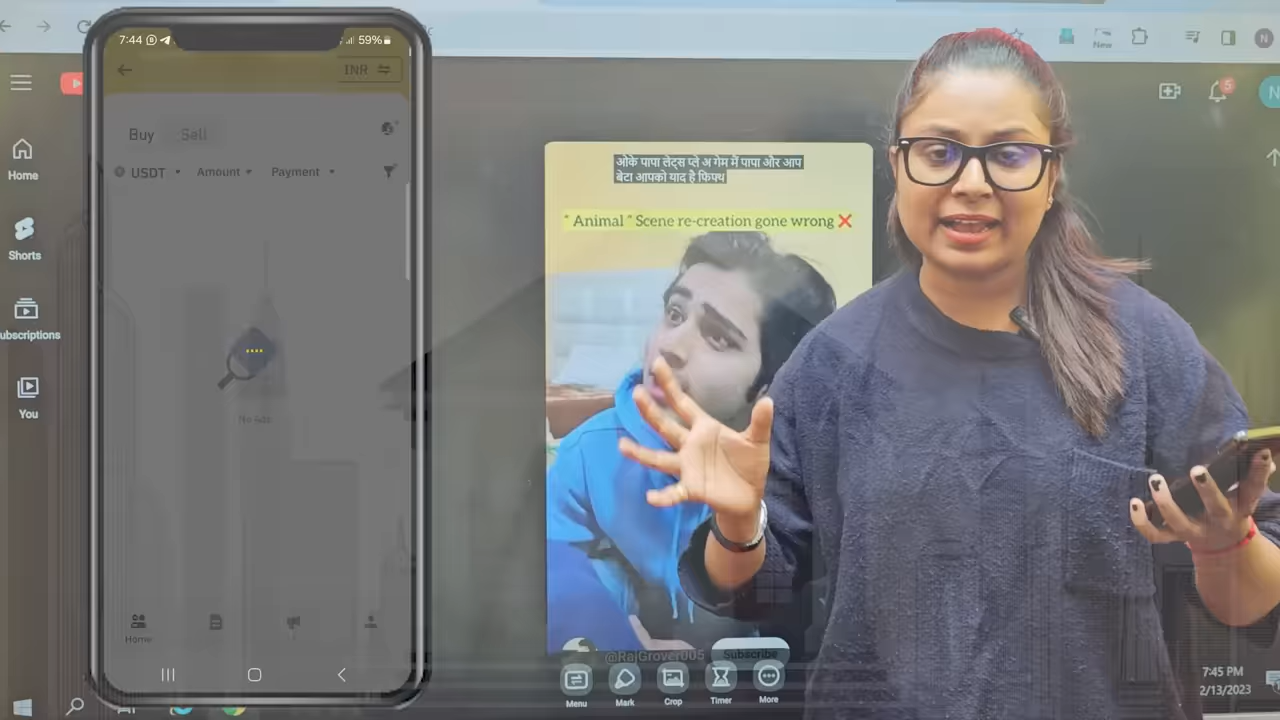 7:44
59%
INR
Buy
Sell
USDT
Amount
Payment
No Ads
Home
Home
Shorts
ubscriptions
You
New
5
N
N
ओके पापा लेट्स प्ले अ गेम में पापा और आप
बेटा आपको याद है फिफ्थ
" Animal " Scene re-creation gone wrong ❌
@RajGrover005
Subscribe
Menu
Mark
Crop
Timer
More
7:45 PM
2/13/2023